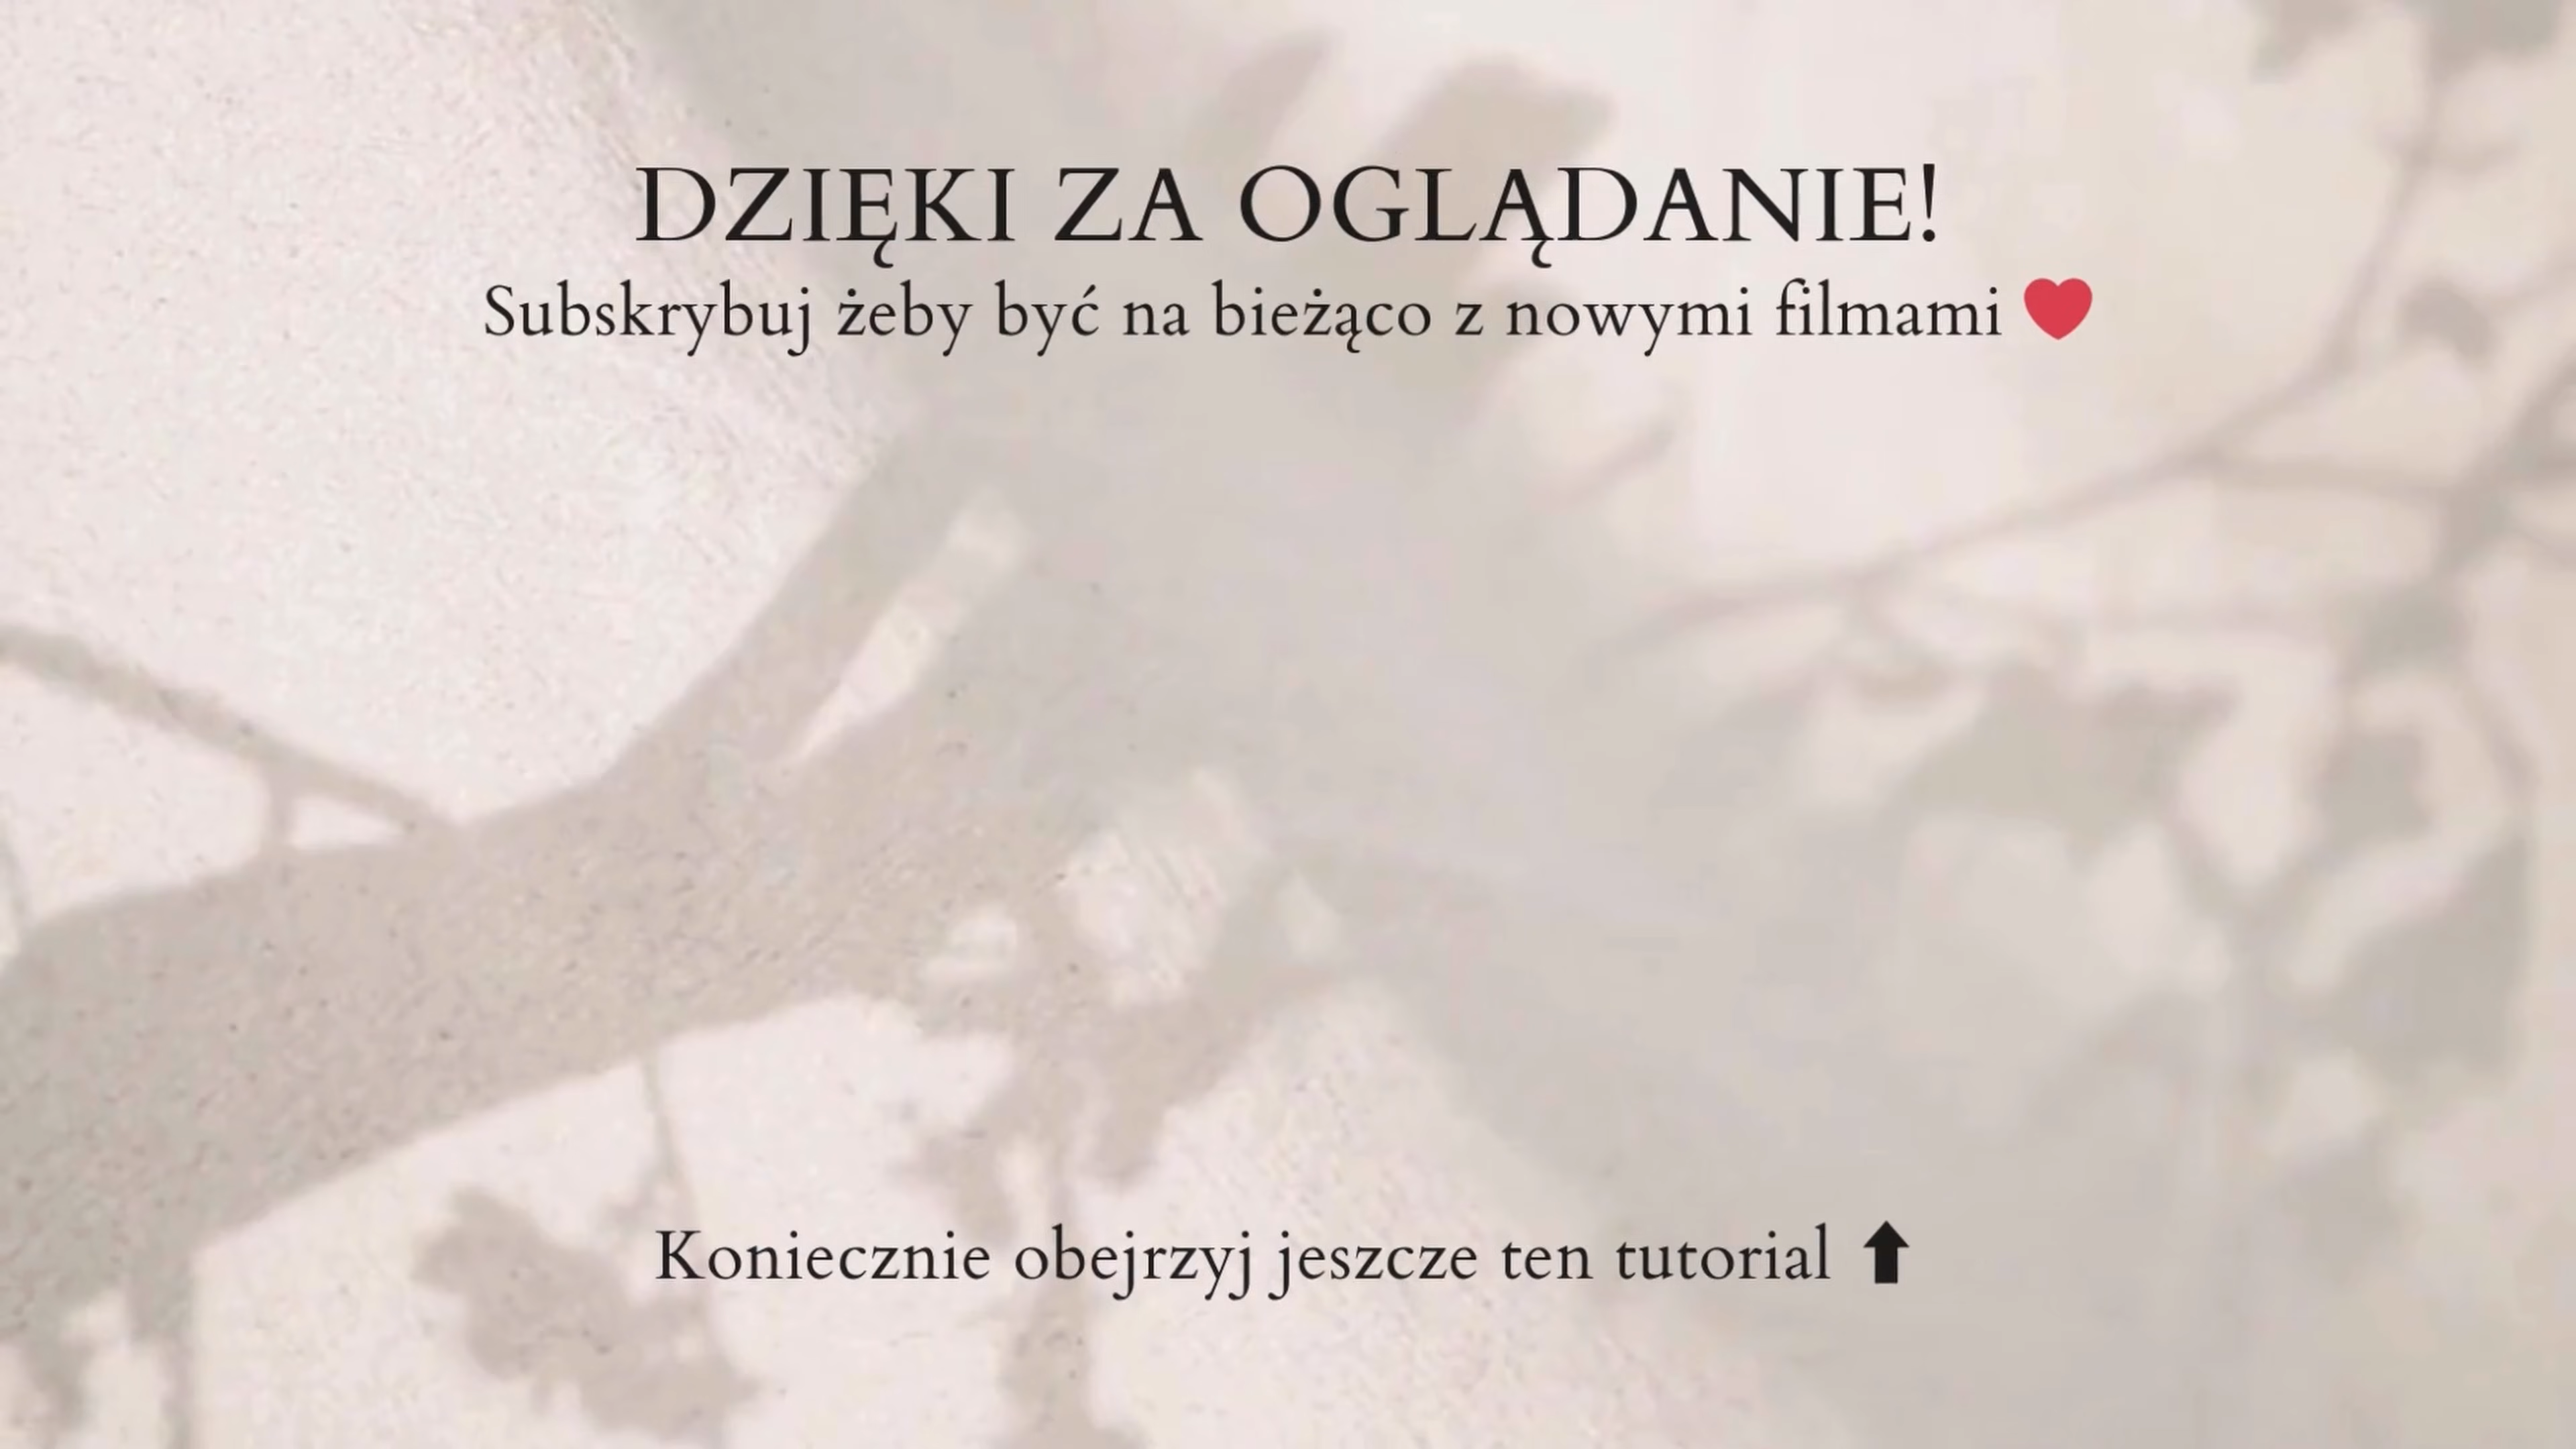 DZIĘKI ZA OGLĄDANIE!
Subskrybuj żeby być na bieżąco z nowymi filmami ❤
Koniecznie obejrzyj jeszcze ten tutorial ⬆